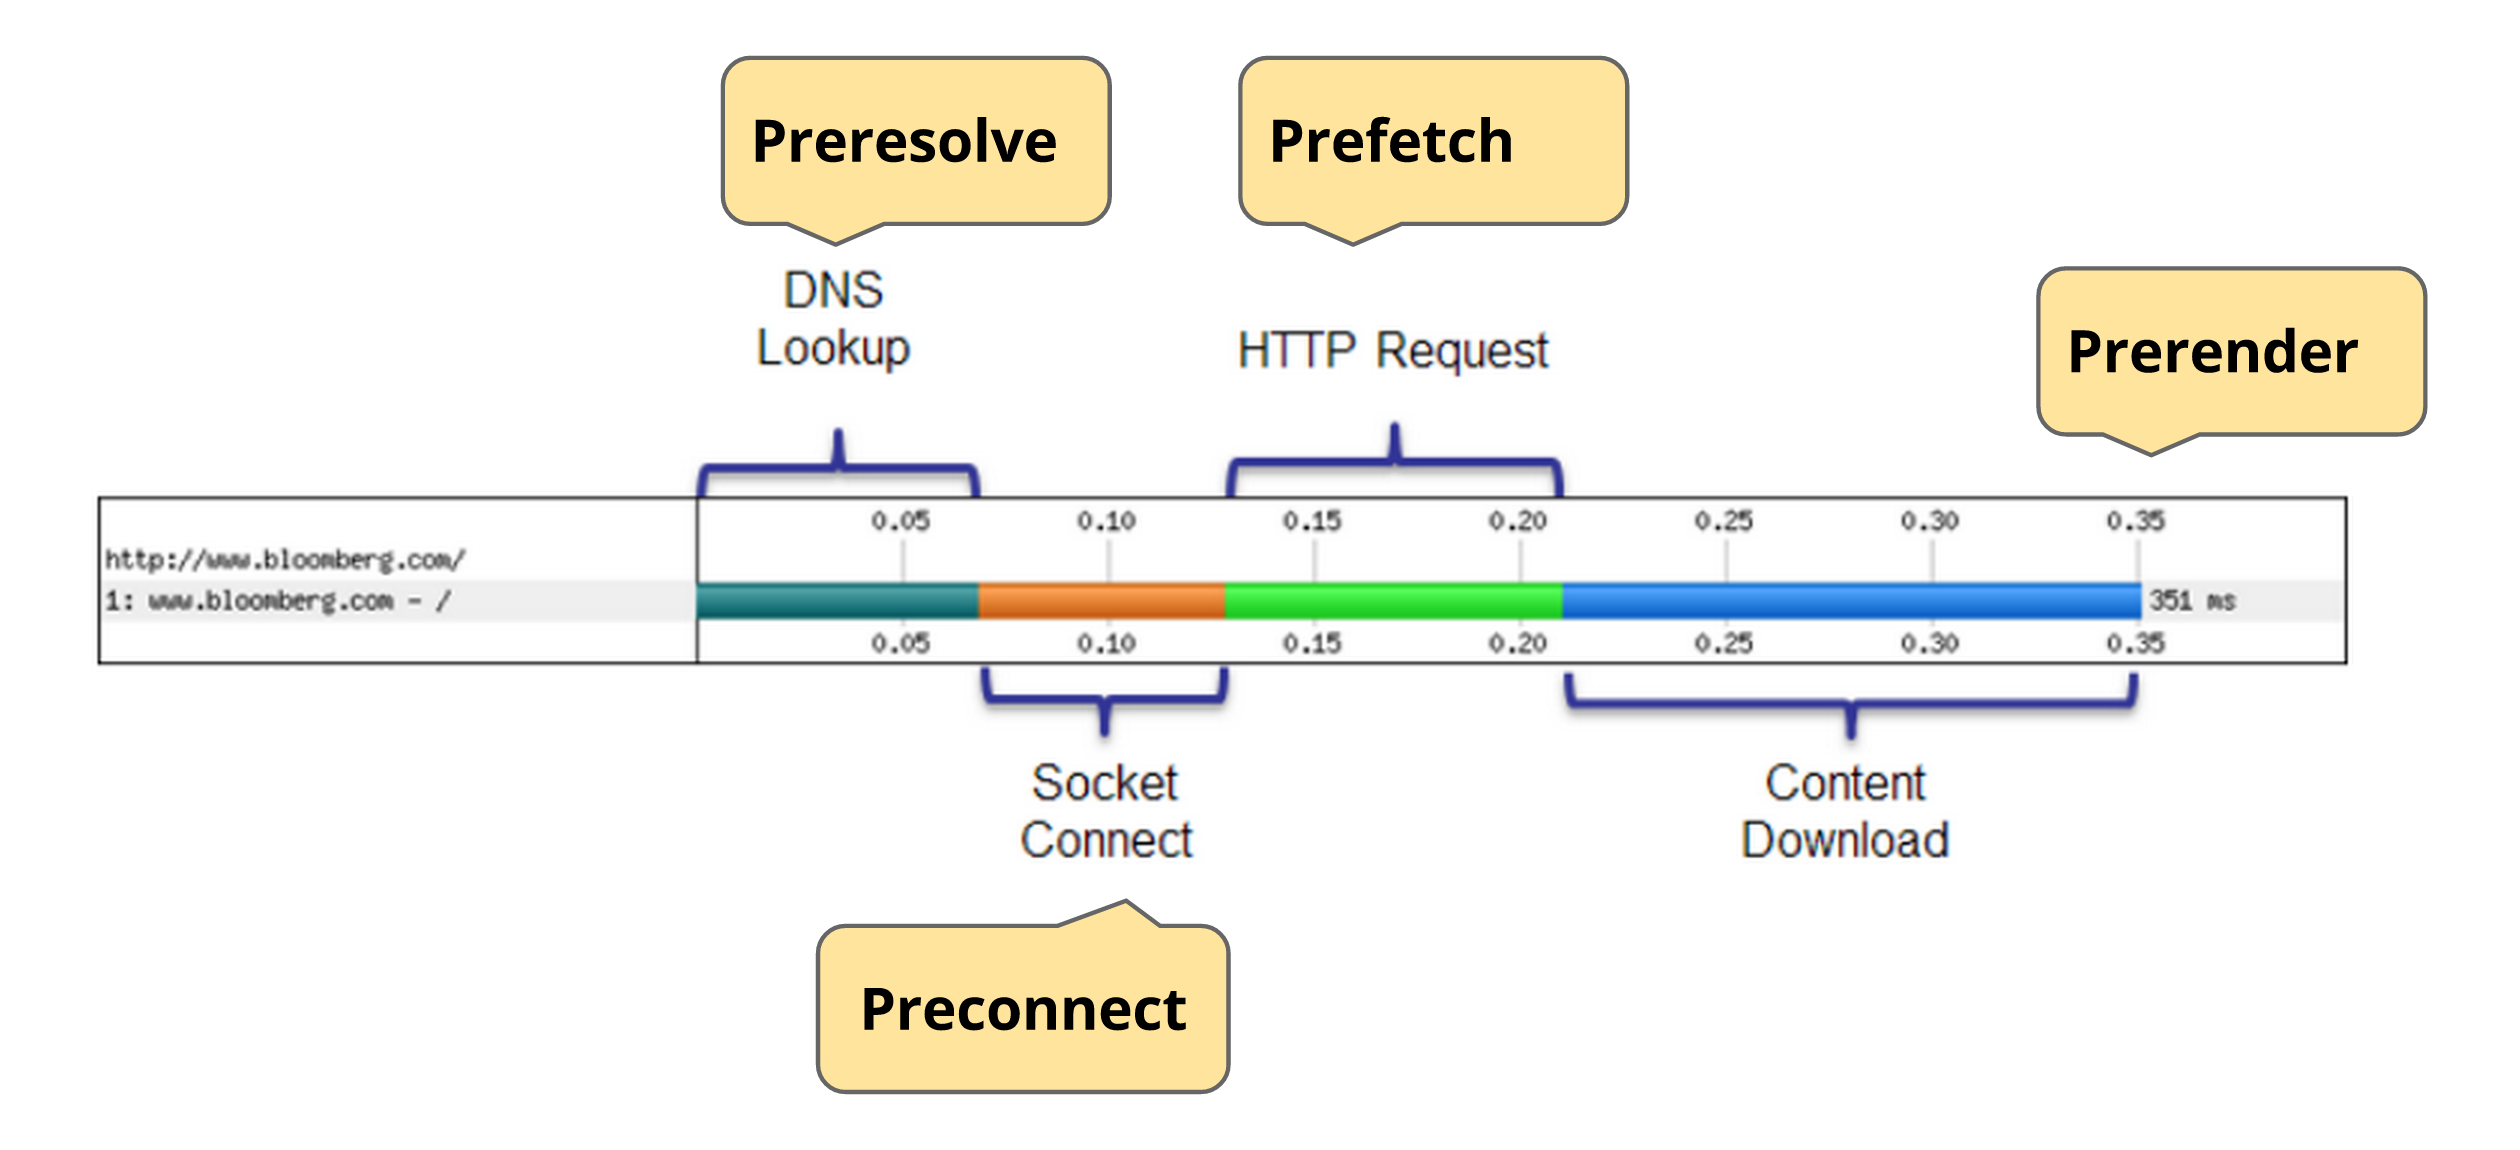 Preresolve
Prefetch
DNS
Lookup
HTTP Request
Prerender
0.05 0.10 0.15 0.20 0.25 0.30 0.35
http://www.bloomberg.com/
1: www.bloomberg.com - /
351 ms
0.05 0.10 0.15 0.20 0.25 0.30 0.35
Socket
Connect
Content
Download
Preconnect